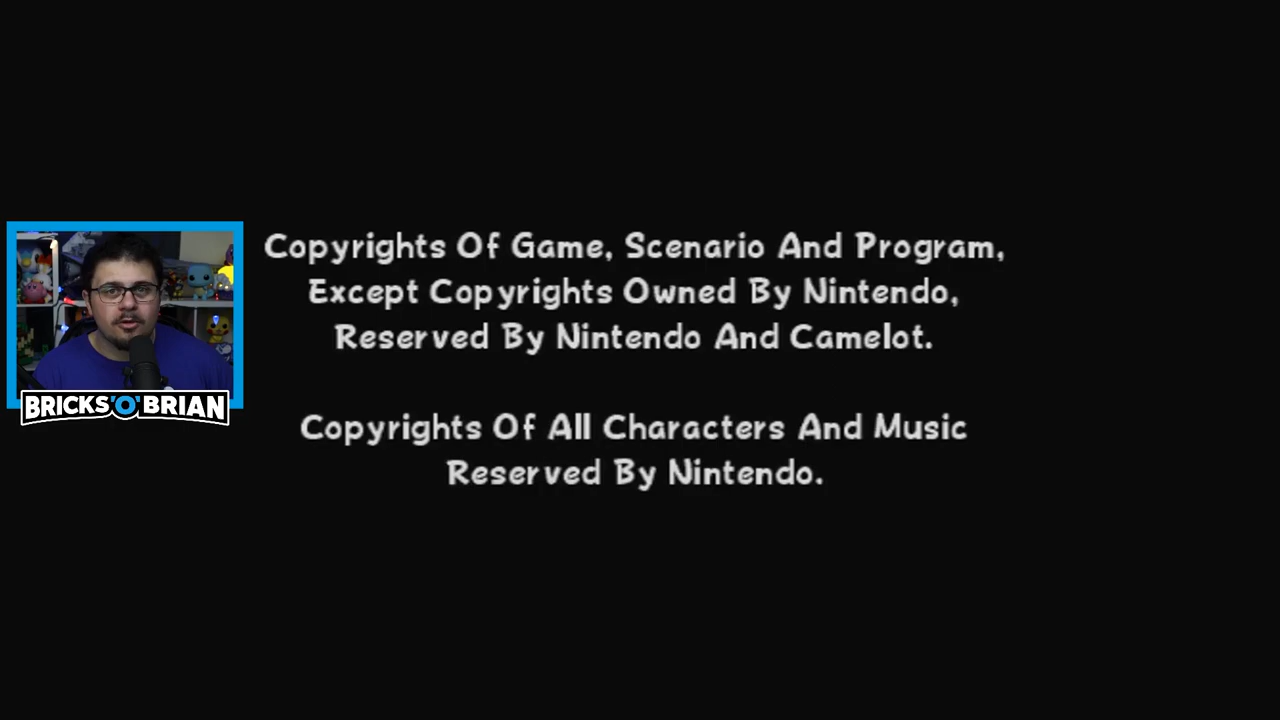 Copyrights Of Game, Scenario And Program,
Except Copyrights Owned By Nintendo,
Reserved By Nintendo And Camelot.
Copyrights Of All Characters And Music
Reserved By Nintendo.
BRICKS'O'BRIAN